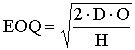 EOQ = √(2·D·O / H)